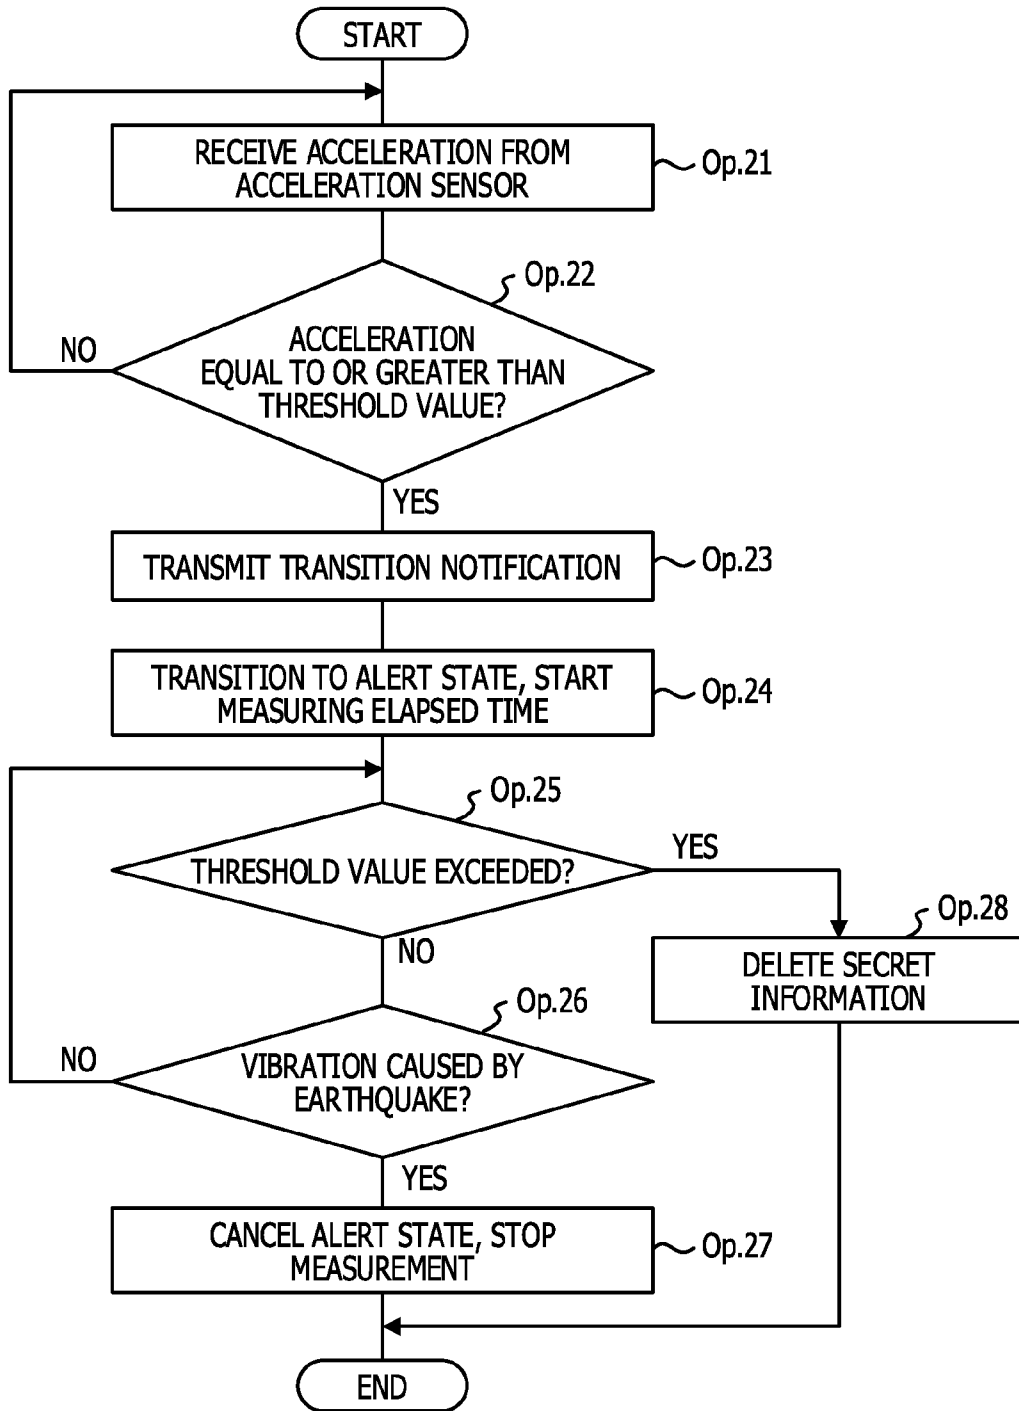 START
RECEIVE ACCELERATION FROM
ACCELERATION SENSOR
Op.21
Op.22
ACCELERATION
EQUAL TO OR GREATER THAN
THRESHOLD VALUE?
NO
YES
TRANSMIT TRANSITION NOTIFICATION
Op.23
TRANSITION TO ALERT STATE, START
MEASURING ELAPSED TIME
Op.24
Op.25
THRESHOLD VALUE EXCEEDED?
YES
NO
Op.28
DELETE SECRET
INFORMATION
Op.26
VIBRATION CAUSED BY
EARTHQUAKE?
NO
YES
CANCEL ALERT STATE, STOP
MEASUREMENT
Op.27
END